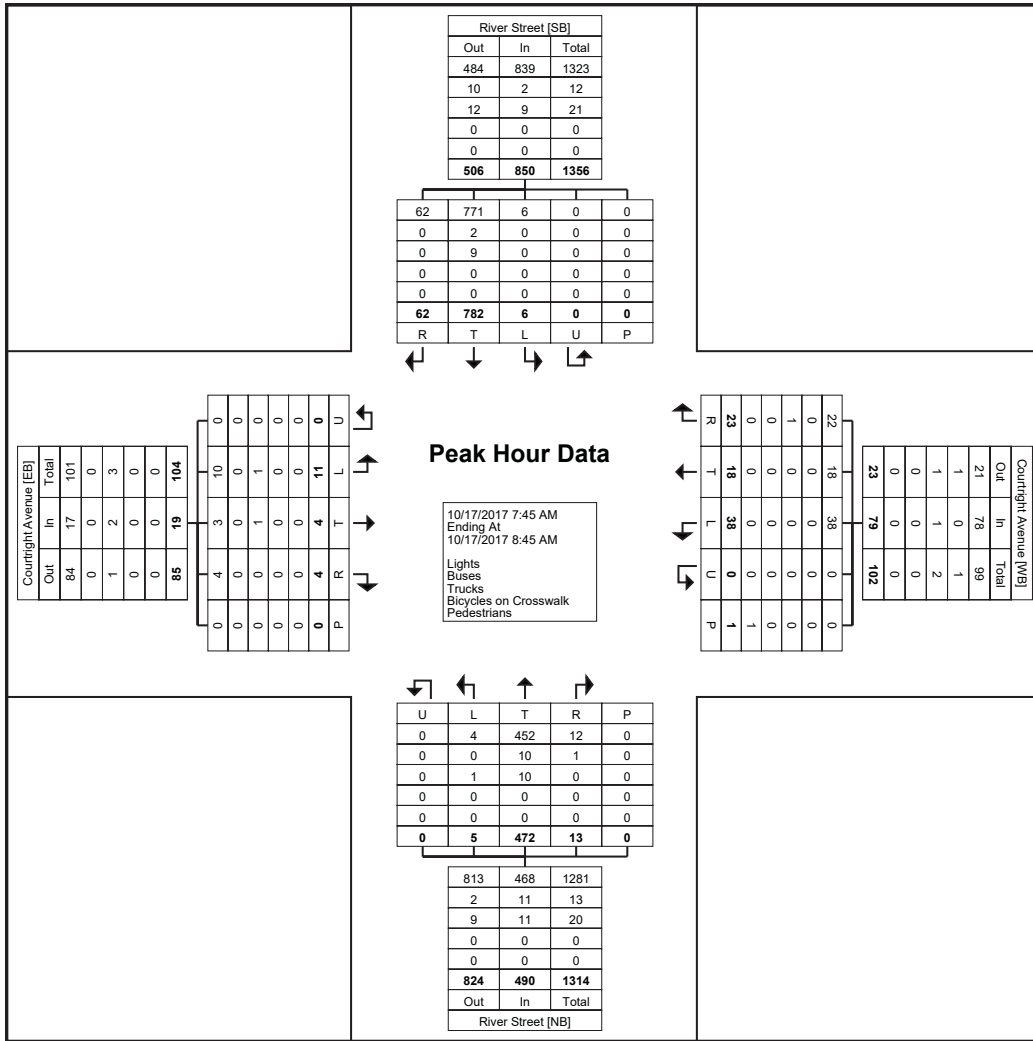 River Street [SB]
Out In Total
484 839 1323
10 2 12
12 9 21
0 0 0
0 0 0
506 850 1356
62 771 6 0 0
0 2 0 0 0
0 9 0 0 0
0 0 0 0 0
0 0 0 0 0
62 782 6 0 0
R T L U P
Courtright Avenue [EB]
Total 101 0 3 0 0 104
In 17 0 2 0 0 19
Out 84 0 1 0 0 85
0 0 0 0 0 0 U
10 0 1 0 0 11 L
3 0 1 0 0 4 T
4 0 0 0 0 4 R
0 0 0 0 0 0 P
Peak Hour Data
10/17/2017 7:45 AM
Ending At
10/17/2017 8:45 AM
Lights
Buses
Trucks
Bicycles on Crosswalk
Pedestrians
R 23 0 0 1 0 22
T 18 0 0 0 0 18
L 38 0 0 0 0 38
U 0 0 0 0 0 0
P 1 1 0 0 0 0
Courtright Avenue [WB]
23 0 0 1 1 21 Out
79 0 0 1 0 78 In
102 0 0 2 1 99 Total
U L T R P
0 4 452 12 0
0 0 10 1 0
0 1 10 0 0
0 0 0 0 0
0 0 0 0 0
0 5 472 13 0
813 468 1281
2 11 13
9 11 20
0 0 0
0 0 0
824 490 1314
Out In Total
River Street [NB]